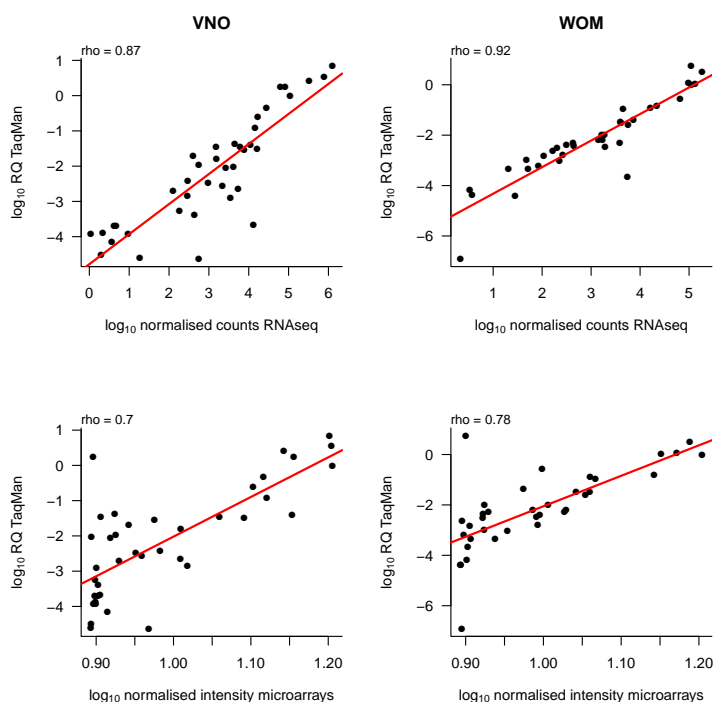 VNO
WOM
rho = 0.87
rho = 0.92
log10 RQ TaqMan
1
0
−1
−2
−3
−4
0 1 2 3 4 5 6
log10 normalised counts RNAseq
log10 RQ TaqMan
0
−2
−4
−6
1 2 3 4 5
log10 normalised counts RNAseq
rho = 0.7
rho = 0.78
log10 RQ TaqMan
1
0
−1
−2
−3
−4
0.90 1.00 1.10 1.20
log10 normalised intensity microarrays
log10 RQ TaqMan
0
−2
−4
−6
0.90 1.00 1.10 1.20
log10 normalised intensity microarrays